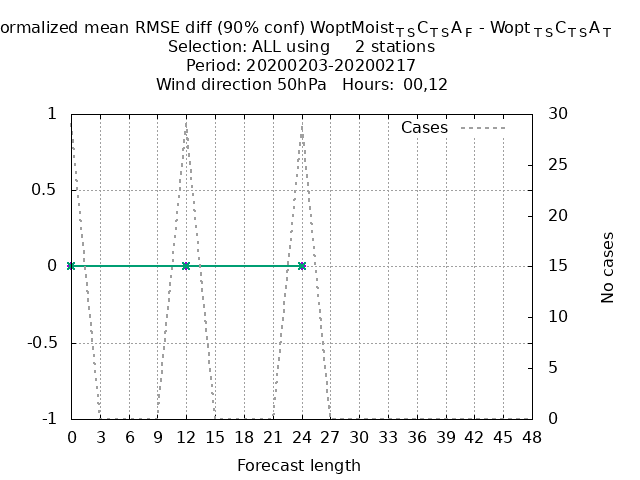 ormalized mean RMSE diff (90% conf) WoptMoist_TSC_TSA_F - Wopt_TSC_TSA_T
Selection: ALL using 2 stations
Period: 20200203-20200217
Wind direction 50hPa Hours: 00,12
Cases
1
0.5
0
-0.5
-1
30
25
20
15
10
5
0
No cases
0 3 6 9 12 15 18 21 24 27 30 33 36 39 42 45 48
Forecast length